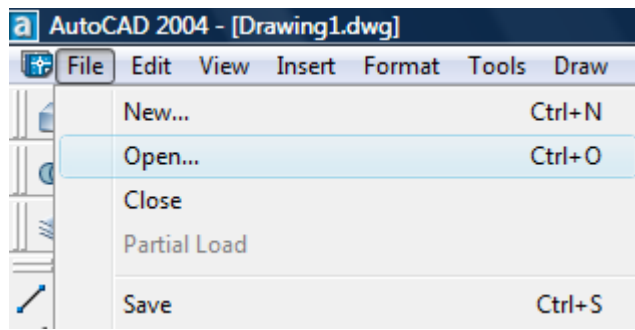 a AutoCAD 2004 - [Drawing1.dwg]
File Edit View Insert Format Tools Draw
New... Ctrl+N
Open... Ctrl+O
Close
Partial Load
Save Ctrl+S